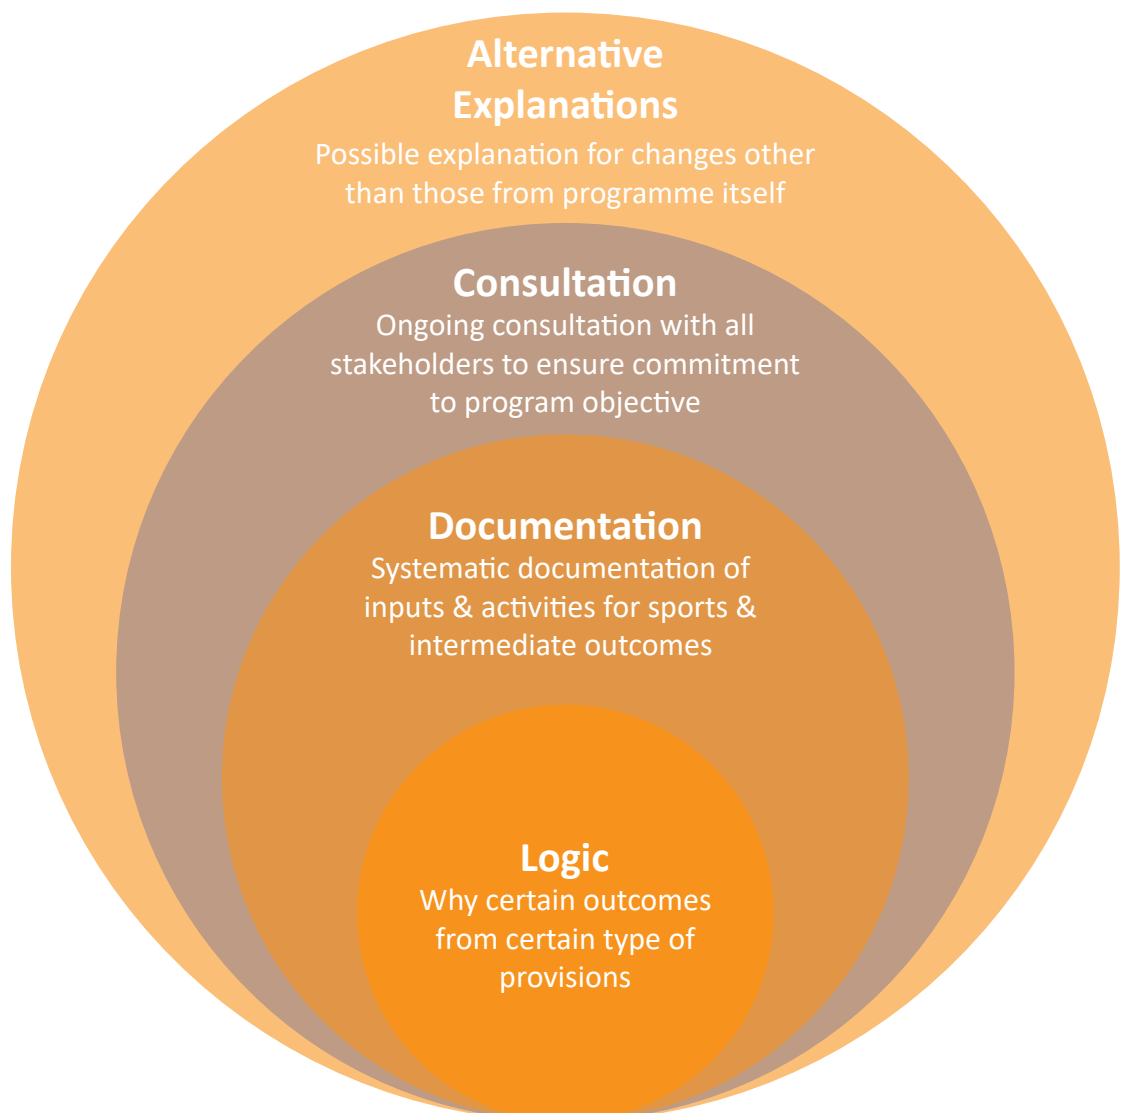 Alternative
Explanations
Possible explanation for changes other
than those from programme itself
Consultation
Ongoing consultation with all
stakeholders to ensure commitment
to program objective
Documentation
Systematic documentation of
inputs & activities for sports &
intermediate outcomes
Logic
Why certain outcomes
from certain type of
provisions